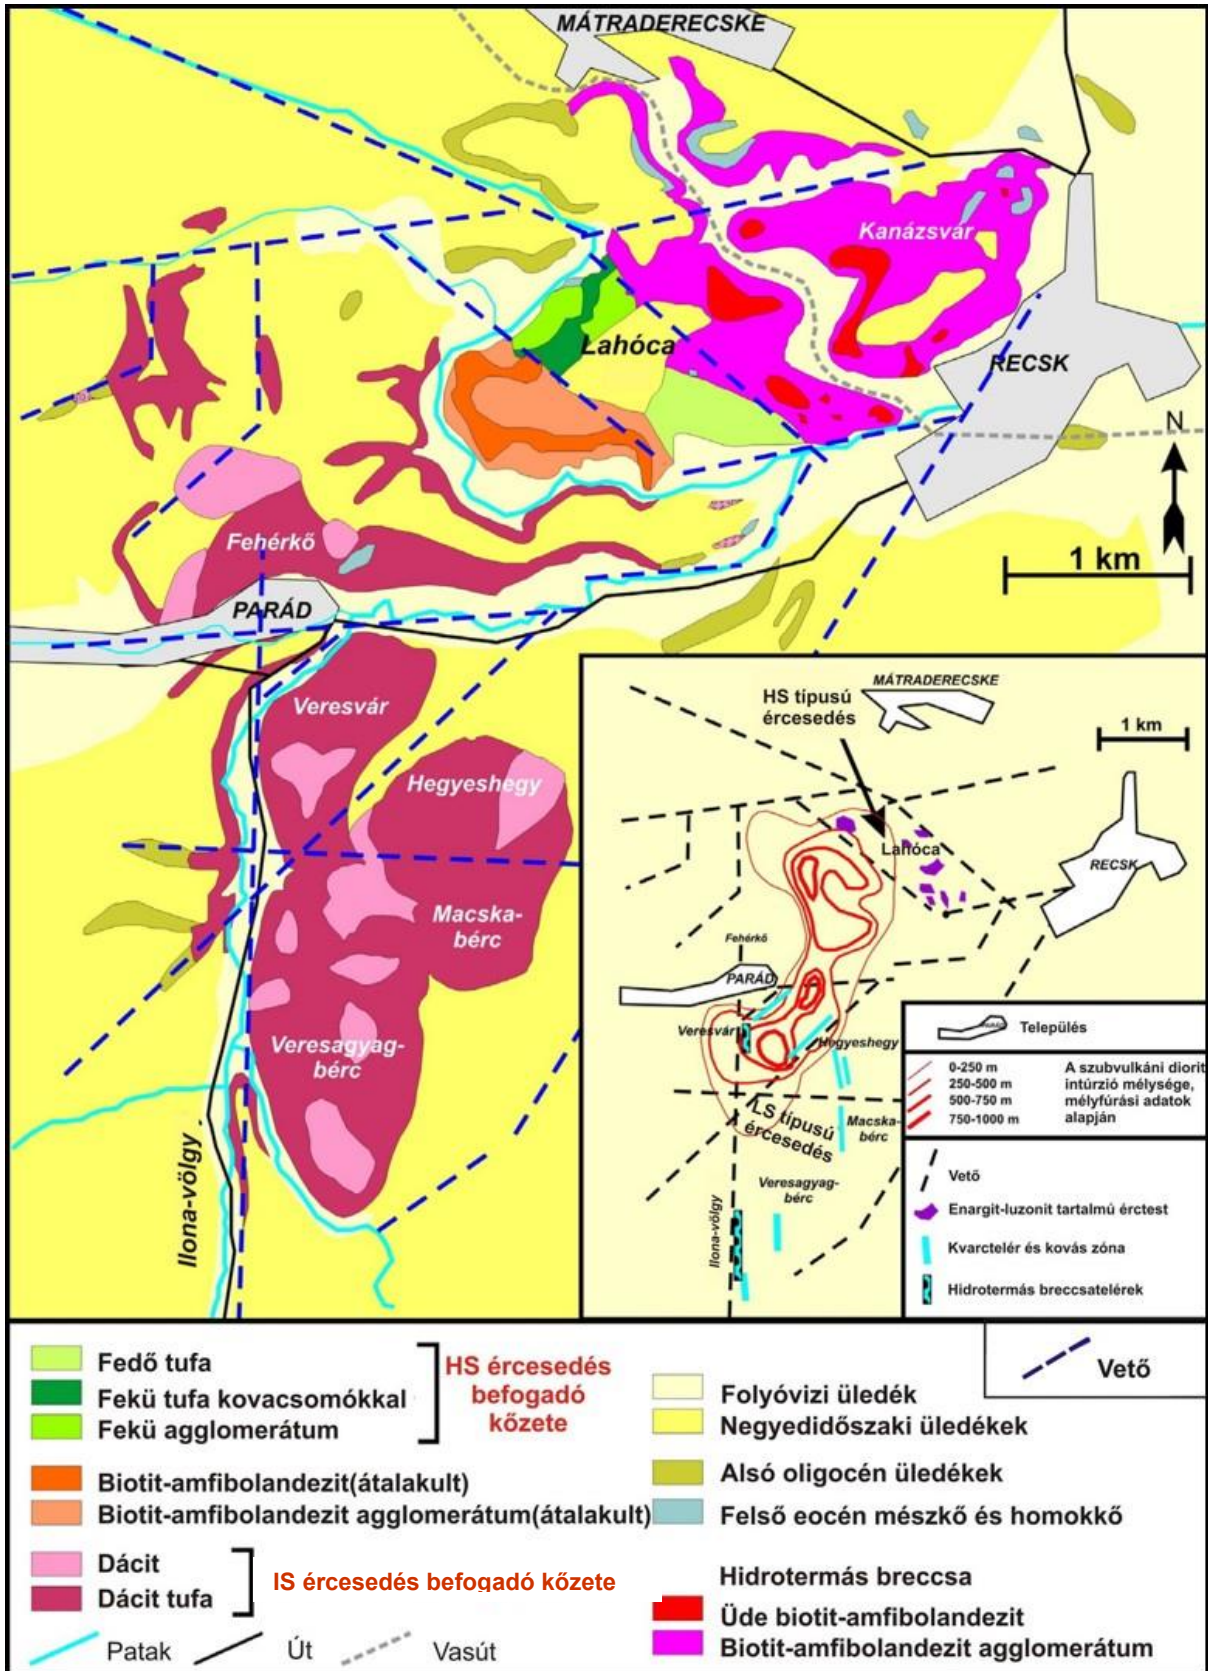 MÁTRADERECSKE
Kanázsvár
Lahóca
RECSK
N
1 km
Fehérkő
PARÁD
Veresvár
Hegyeshegy
Macska-
bérc
Veresagyag-
bérc
Ilona-völgy
MÁTRADERECSKE
HS típusú
ércesedés
1 km
Lahóca
RECSK
Fehérkő
PARÁD
Veresvár
Hegyeshegy
LS típusú
ércesedés
Macska-
bérc
Veresagyag-
bérc
Ilona-völgy
PARÁD
Település
0-250 m
250-500 m
500-750 m
750-1000 m
A szubvulkáni diorit
intúrzió mélysége,
mélyfúrási adatok
alapján
Vető
Enargit-luzonit tartalmú érctest
Kvarctelér és kovás zóna
Hidrotermás breccsatelérek
Fedő tufa
Fekü tufa kovacsomókkal
Fekü agglomerátum
HS ércesedés
befogadó
kőzete
Biotit-amfibolandezit(átalakult)
Biotit-amfibolandezit agglomerátum(átalakult)
Dácit
Dácit tufa
IS ércesedés befogadó kőzete
Patak
Út
Vasút
Vető
Folyóvizi üledék
Negyedidőszaki üledékek
Alsó oligocén üledékek
Felső eocén mészkő és homokkő
Hidrotermás breccsa
Üde biotit-amfibolandezit
Biotit-amfibolandezit agglomerátum